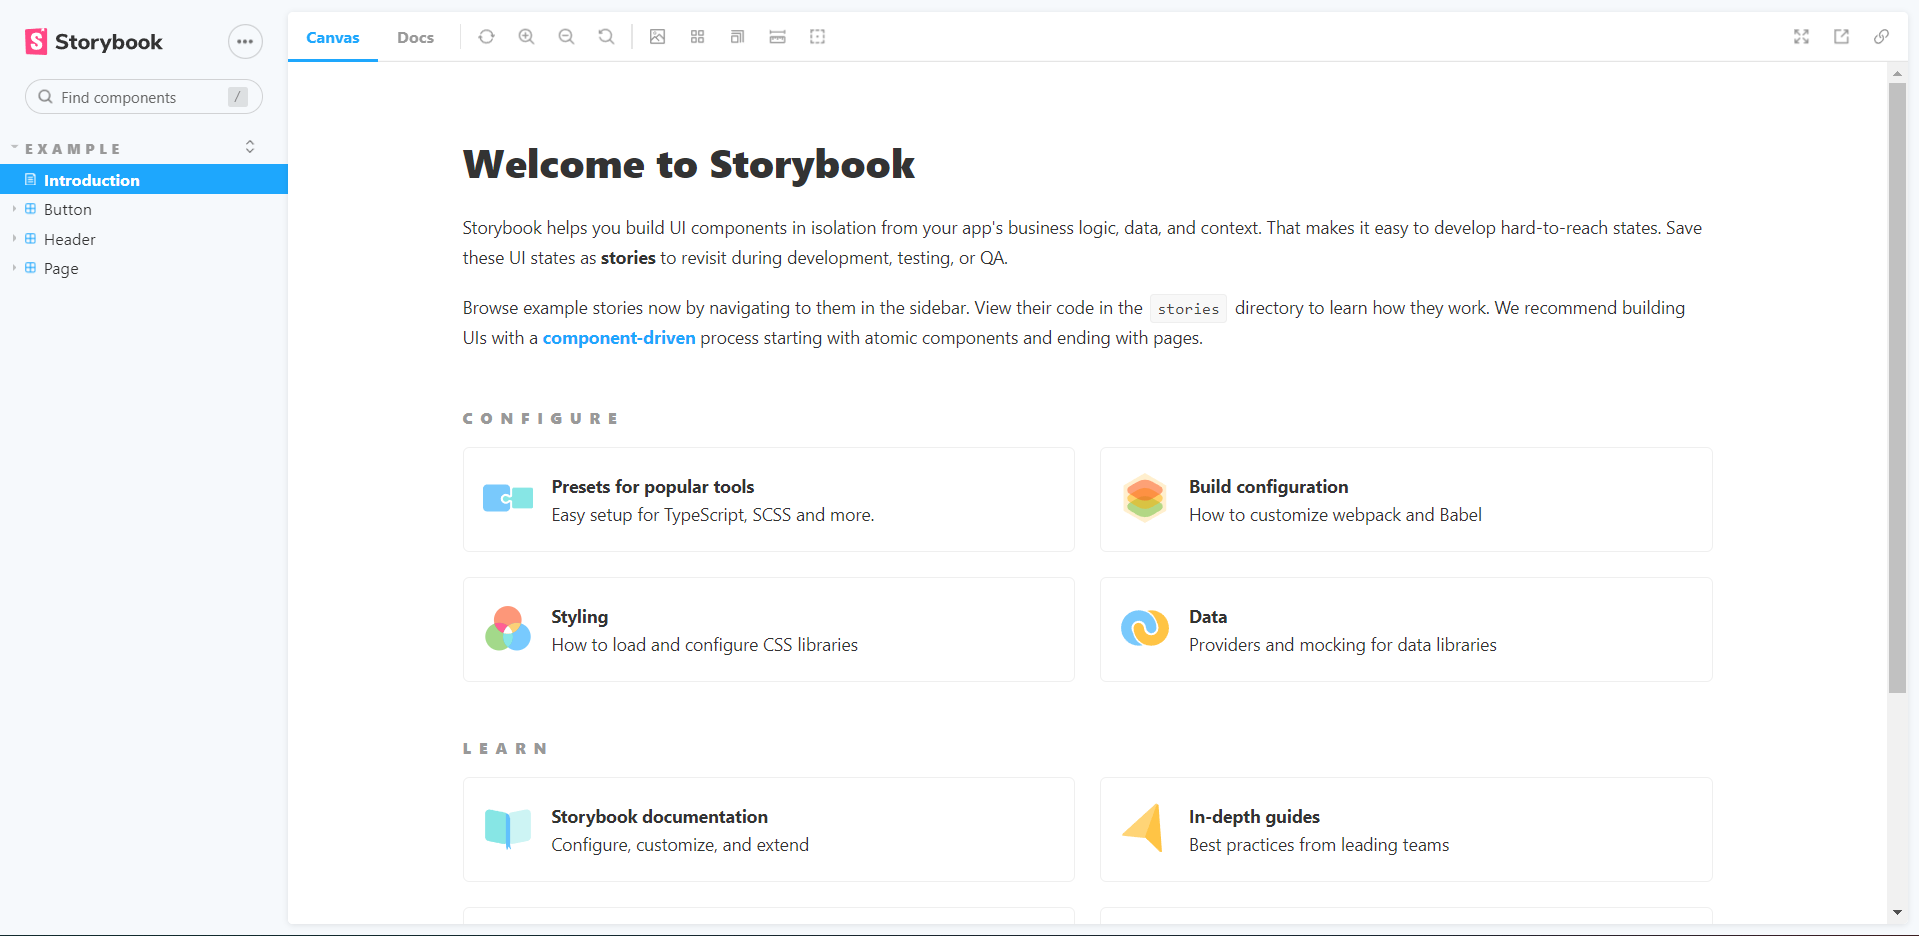 Storybook
Find components /
EXAMPLE
Introduction
Button
Header
Page
Canvas Docs
Welcome to Storybook
Storybook helps you build UI components in isolation from your app's business logic, data, and context. That makes it easy to develop hard-to-reach states. Save
these UI states as stories to revisit during development, testing, or QA.
Browse example stories now by navigating to them in the sidebar. View their code in the stories directory to learn how they work. We recommend building
UIs with a component-driven process starting with atomic components and ending with pages.
CONFIGURE
Presets for popular tools
Easy setup for TypeScript, SCSS and more.
Build configuration
How to customize webpack and Babel
Styling
How to load and configure CSS libraries
Data
Providers and mocking for data libraries
LEARN
Storybook documentation
Configure, customize, and extend
In-depth guides
Best practices from leading teams